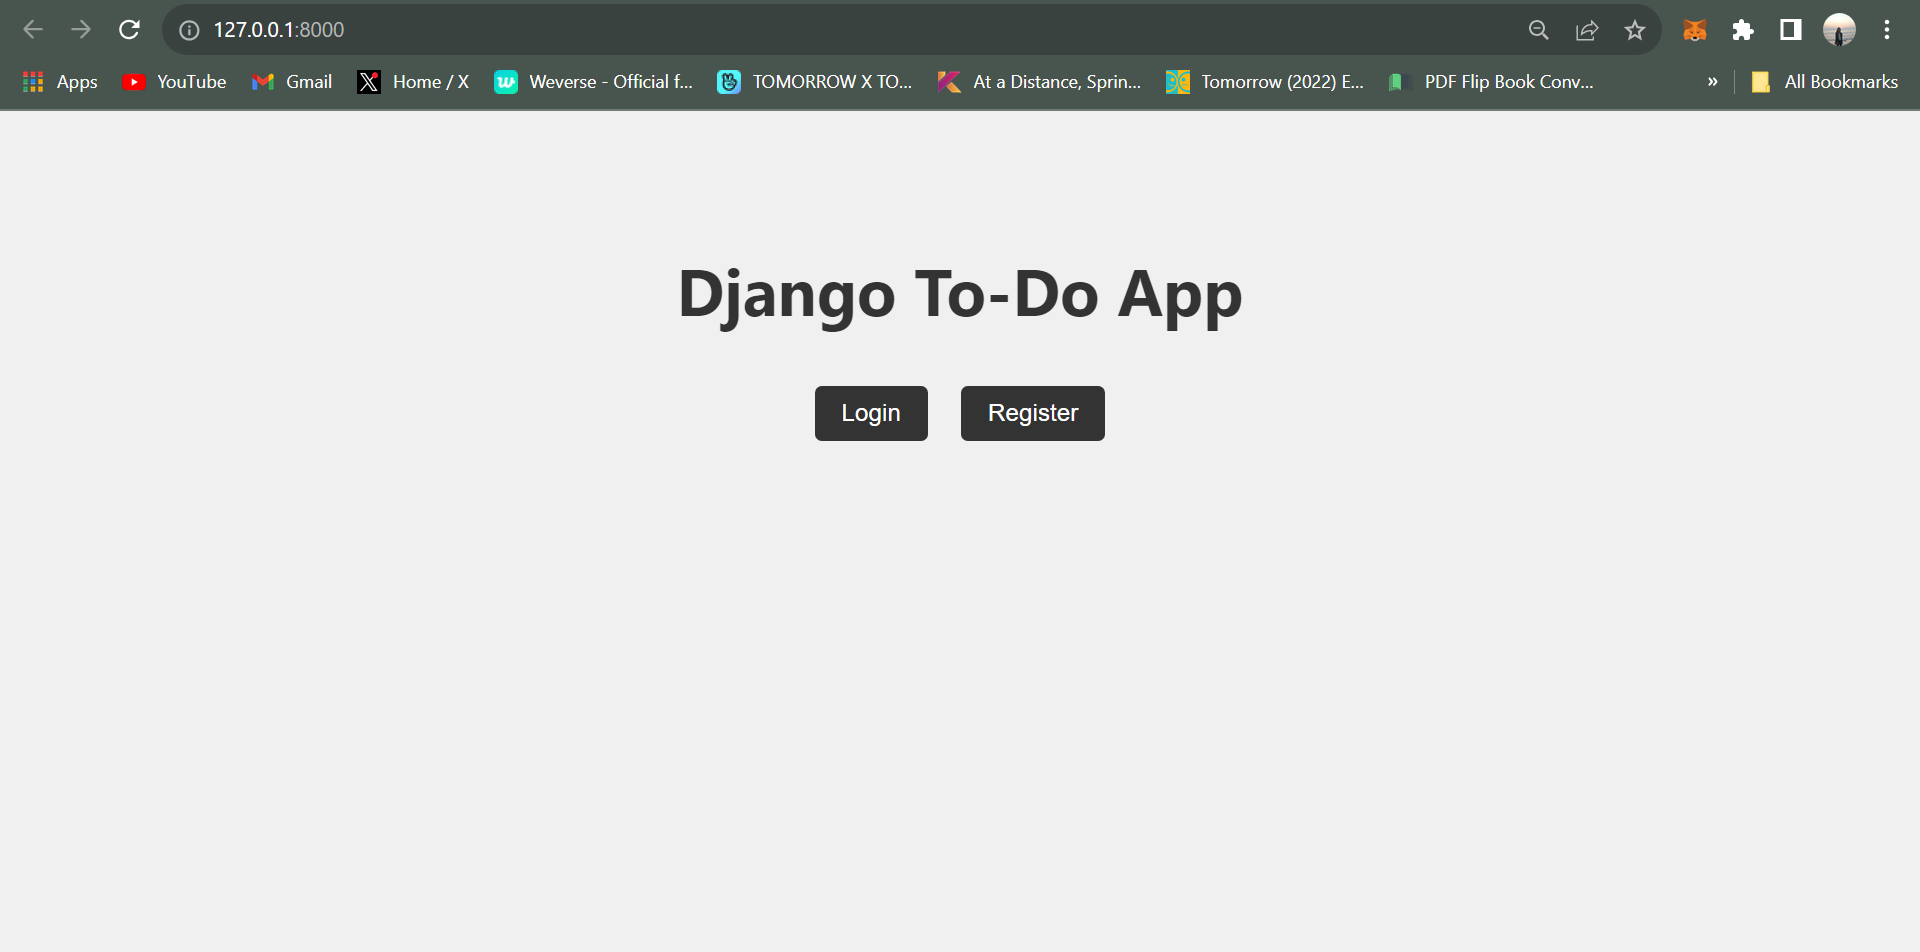 127.0.0.1:8000
Apps YouTube Gmail Home / X Weverse - Official f... TOMORROW X TO... At a Distance, Sprin... Tomorrow (2022) E... PDF Flip Book Conv... » All Bookmarks
Django To-Do App
Login Register